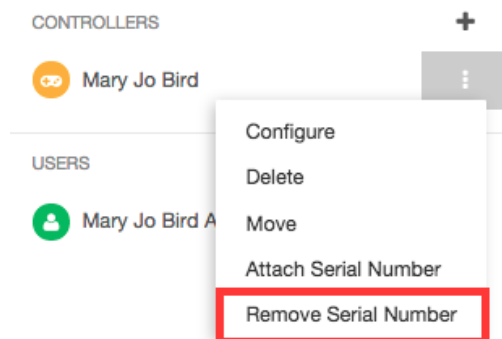 CONTROLLERS
Mary Jo Bird
Configure
USERS
Delete
Mary Jo Bird A
Move
Attach Serial Number
Remove Serial Number